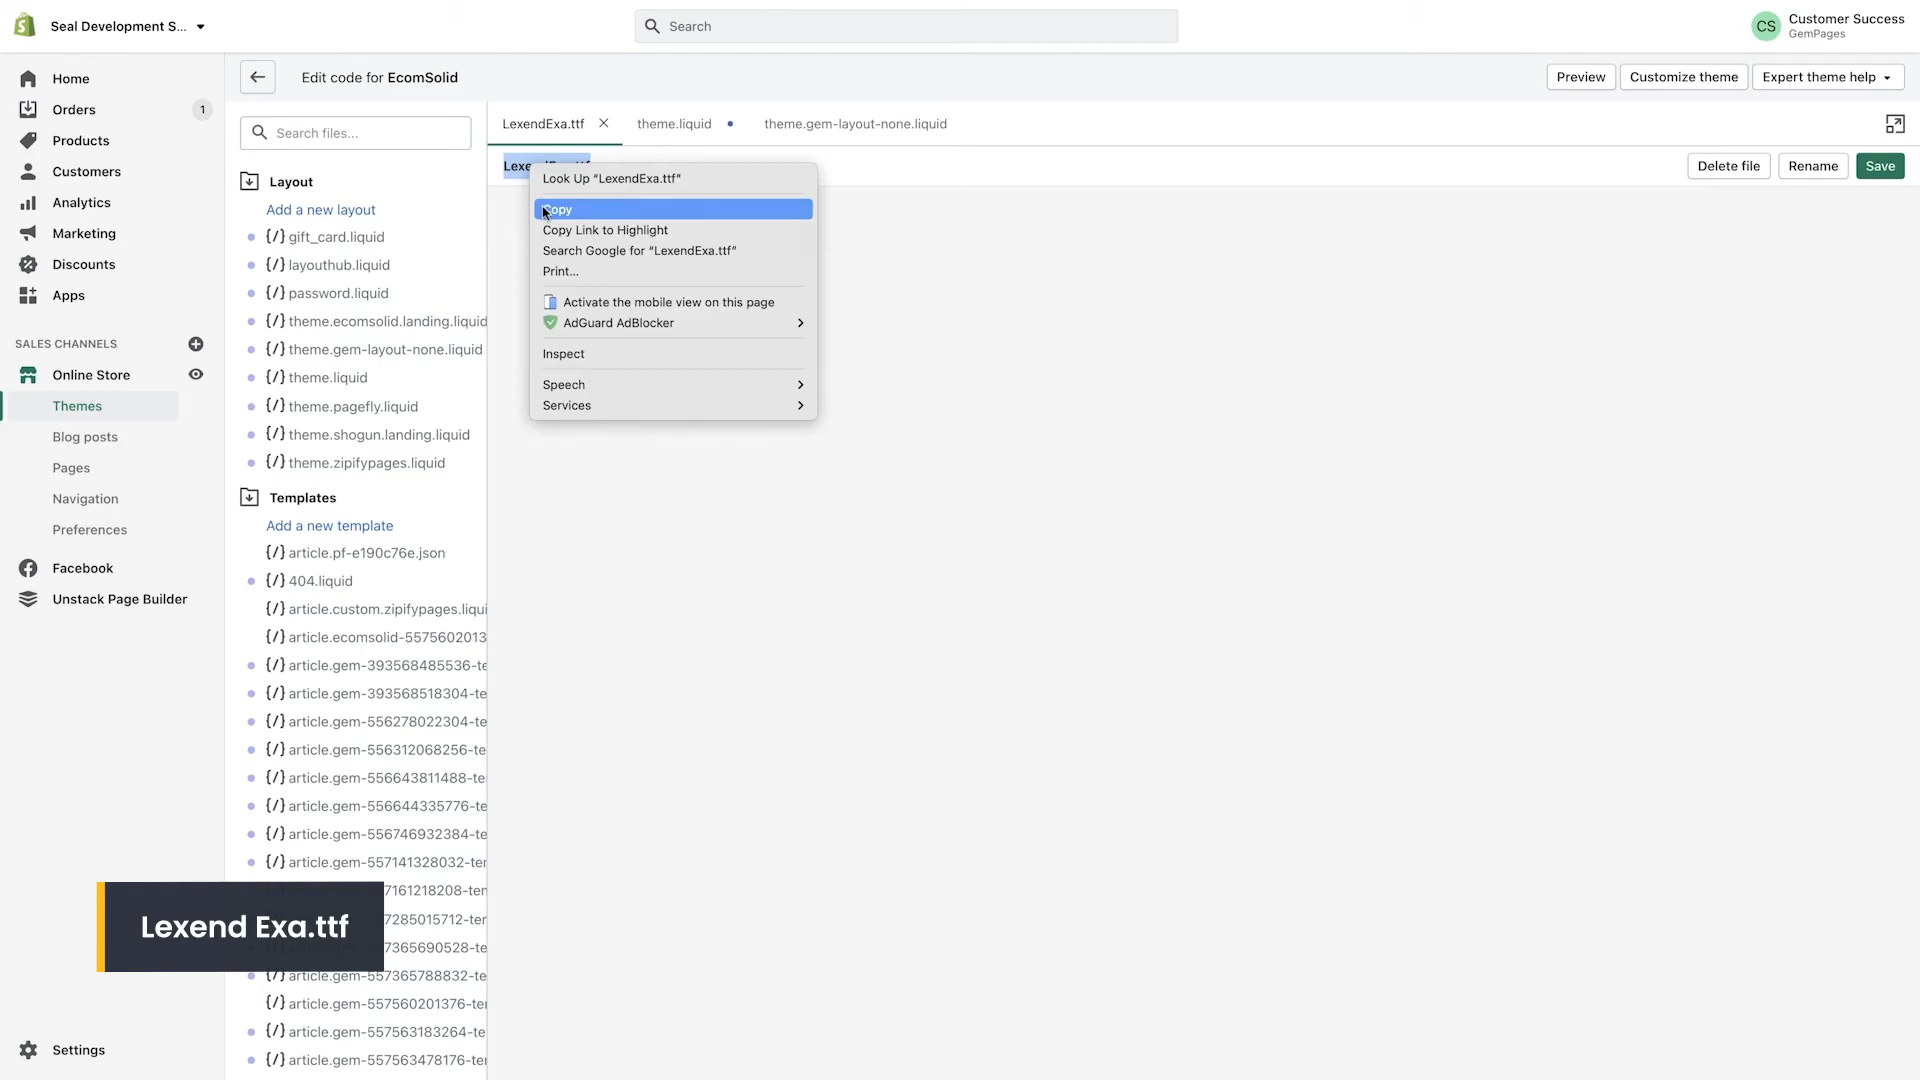 Seal Development S...
Search
CS
Customer Success
GemPages
Home
Orders
1
Products
Customers
Analytics
Marketing
Discounts
Apps
SALES CHANNELS
Online Store
Themes
Blog posts
Pages
Navigation
Preferences
Facebook
Unstack Page Builder
Settings
Edit code for EcomSolid
Preview
Customize theme
Expert theme help
Search files...
Layout
Add a new layout
{/} gift_card.liquid
{/} layouthub.liquid
{/} password.liquid
{/} theme.ecomsolid.landing.liquid
{/} theme.gem-layout-none.liquid
{/} theme.liquid
{/} theme.pagefly.liquid
{/} theme.shogun.landing.liquid
{/} theme.zipifypages.liquid
Templates
Add a new template
{/} article.pf-e190c76e.json
{/} 404.liquid
{/} article.custom.zipifypages.liqui
{/} article.ecomsolid-5575602013
{/} article.gem-393568485536-te
{/} article.gem-393568518304-te
{/} article.gem-556278022304-te
{/} article.gem-556312068256-te
{/} article.gem-556643811488-te
{/} article.gem-556644335776-te
{/} article.gem-556746932384-te
{/} article.gem-557141328032-ter
7161218208-ten
7285015712-ter
7365690528-te
{/} article.gem-557365788832-te
{/} article.gem-557560201376-ter
{/} article.gem-557563183264-te
{/} article.gem-557563478176-ter
LexendExa.ttf
theme.liquid
theme.gem-layout-none.liquid
Delete file
Rename
Save
Look Up “LexendExa.ttf”
Copy
Copy Link to Highlight
Search Google for “LexendExa.ttf”
Print...
Activate the mobile view on this page
AdGuard AdBlocker
Inspect
Speech
Services
Lexend Exa.ttf